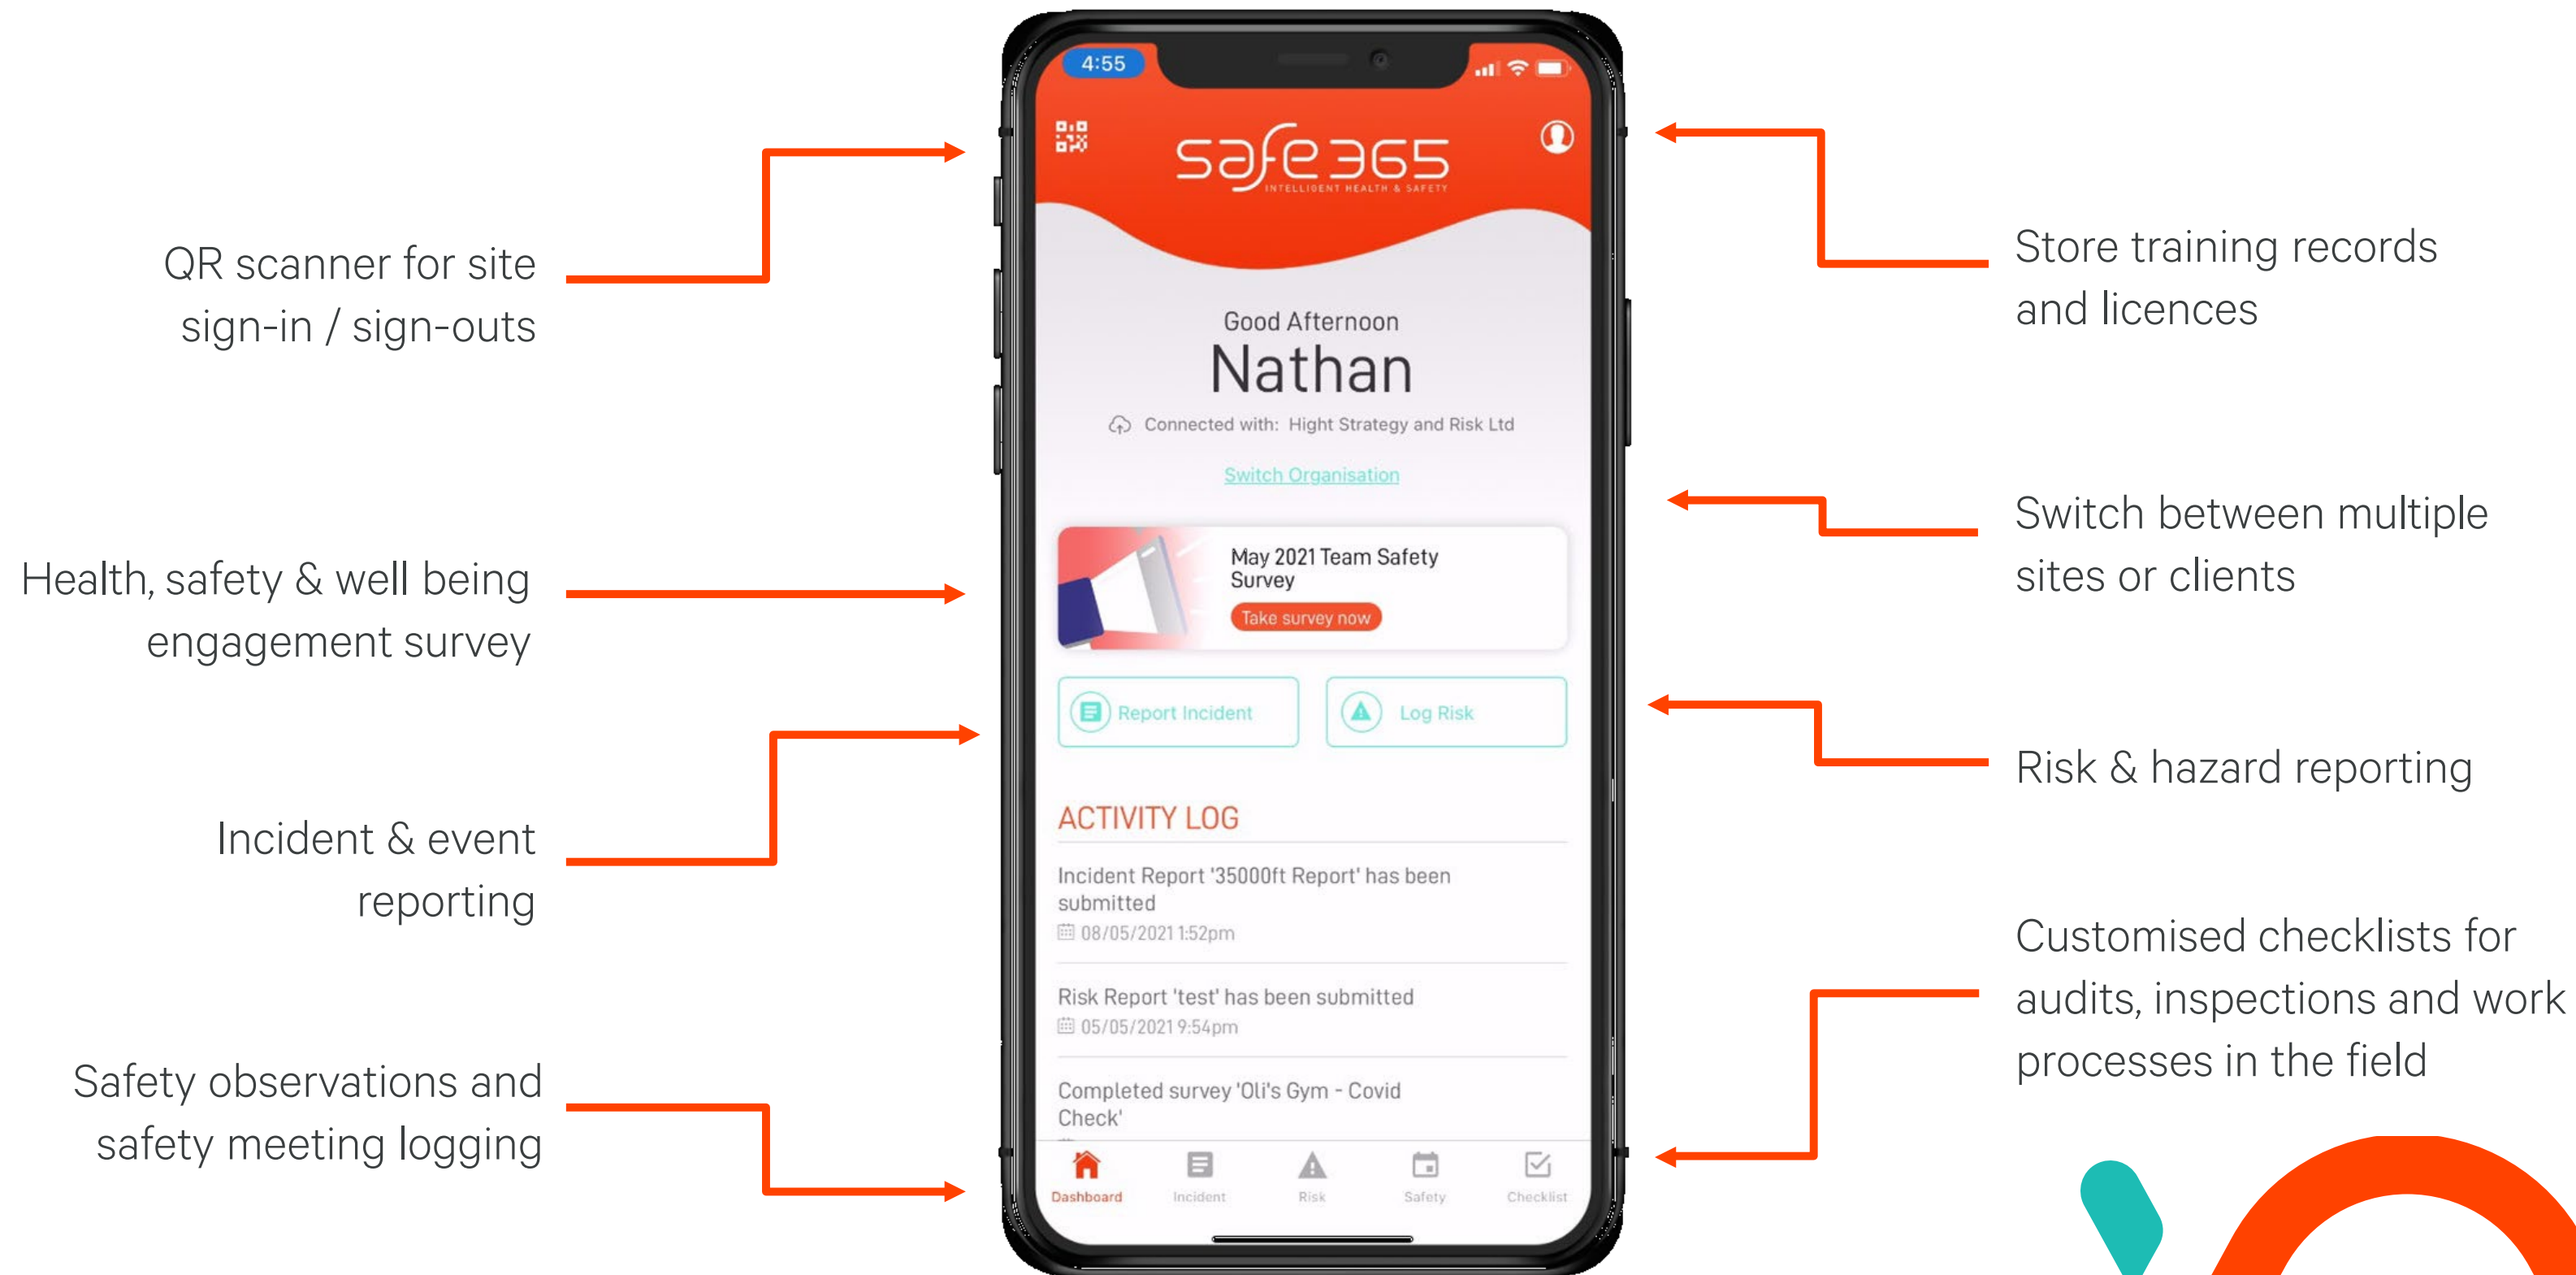 QR scanner for site
sign-in / sign-outs
Health, safety & well being
engagement survey
Incident & event
reporting
Safety observations and
safety meeting logging
4:55
safe365
INTELLIGENT HEALTH & SAFETY
Good Afternoon
Nathan
Connected with: Hight Strategy and Risk Ltd
Switch Organisation
May 2021 Team Safety
Survey
Take survey now
Report Incident
Log Risk
ACTIVITY LOG
Incident Report '35000ft Report' has been
submitted
08/05/2021 1:52pm
Risk Report 'test' has been submitted
05/05/2021 9:54pm
Completed survey 'Oli's Gym - Covid
Check'
Dashboard
Incident
Risk
Safety
Checklist
Store training records
and licences
Switch between multiple
sites or clients
Risk & hazard reporting
Customised checklists for
audits, inspections and work
processes in the field